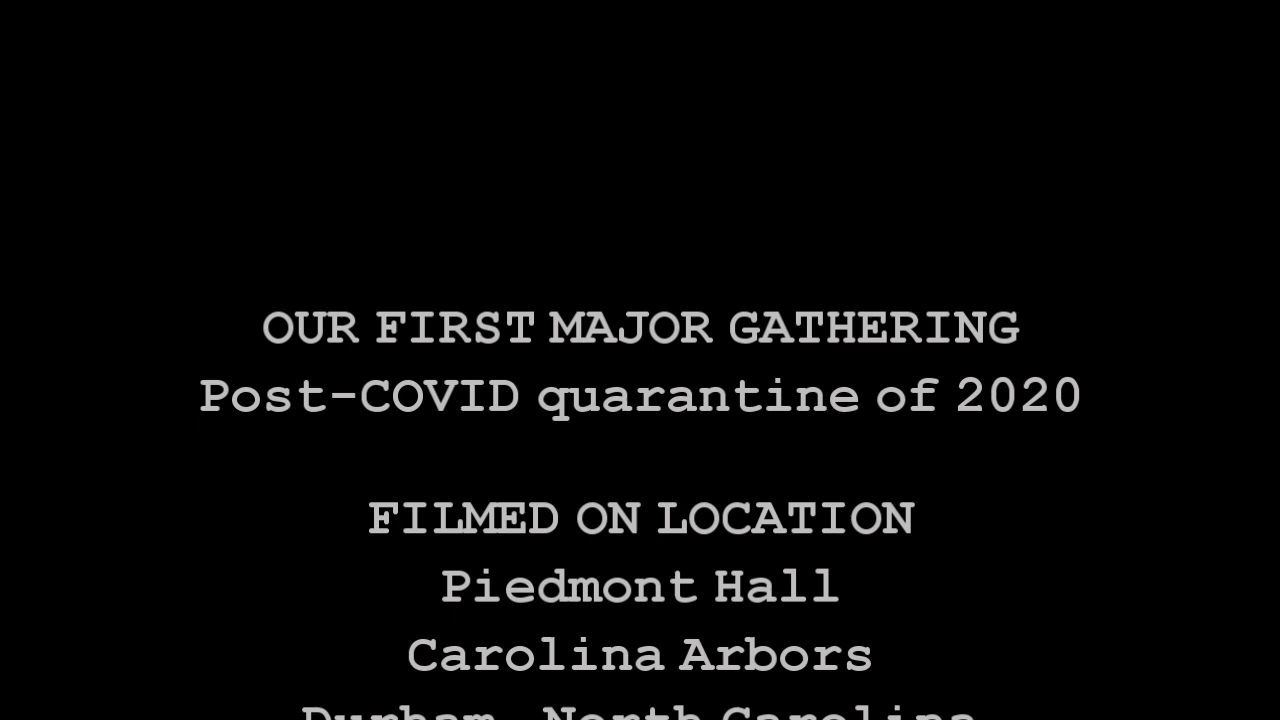 OUR FIRST MAJOR GATHERING
Post-COVID quarantine of 2020
FILMED ON LOCATION
Piedmont Hall
Carolina Arbors
Durham, North Carolina